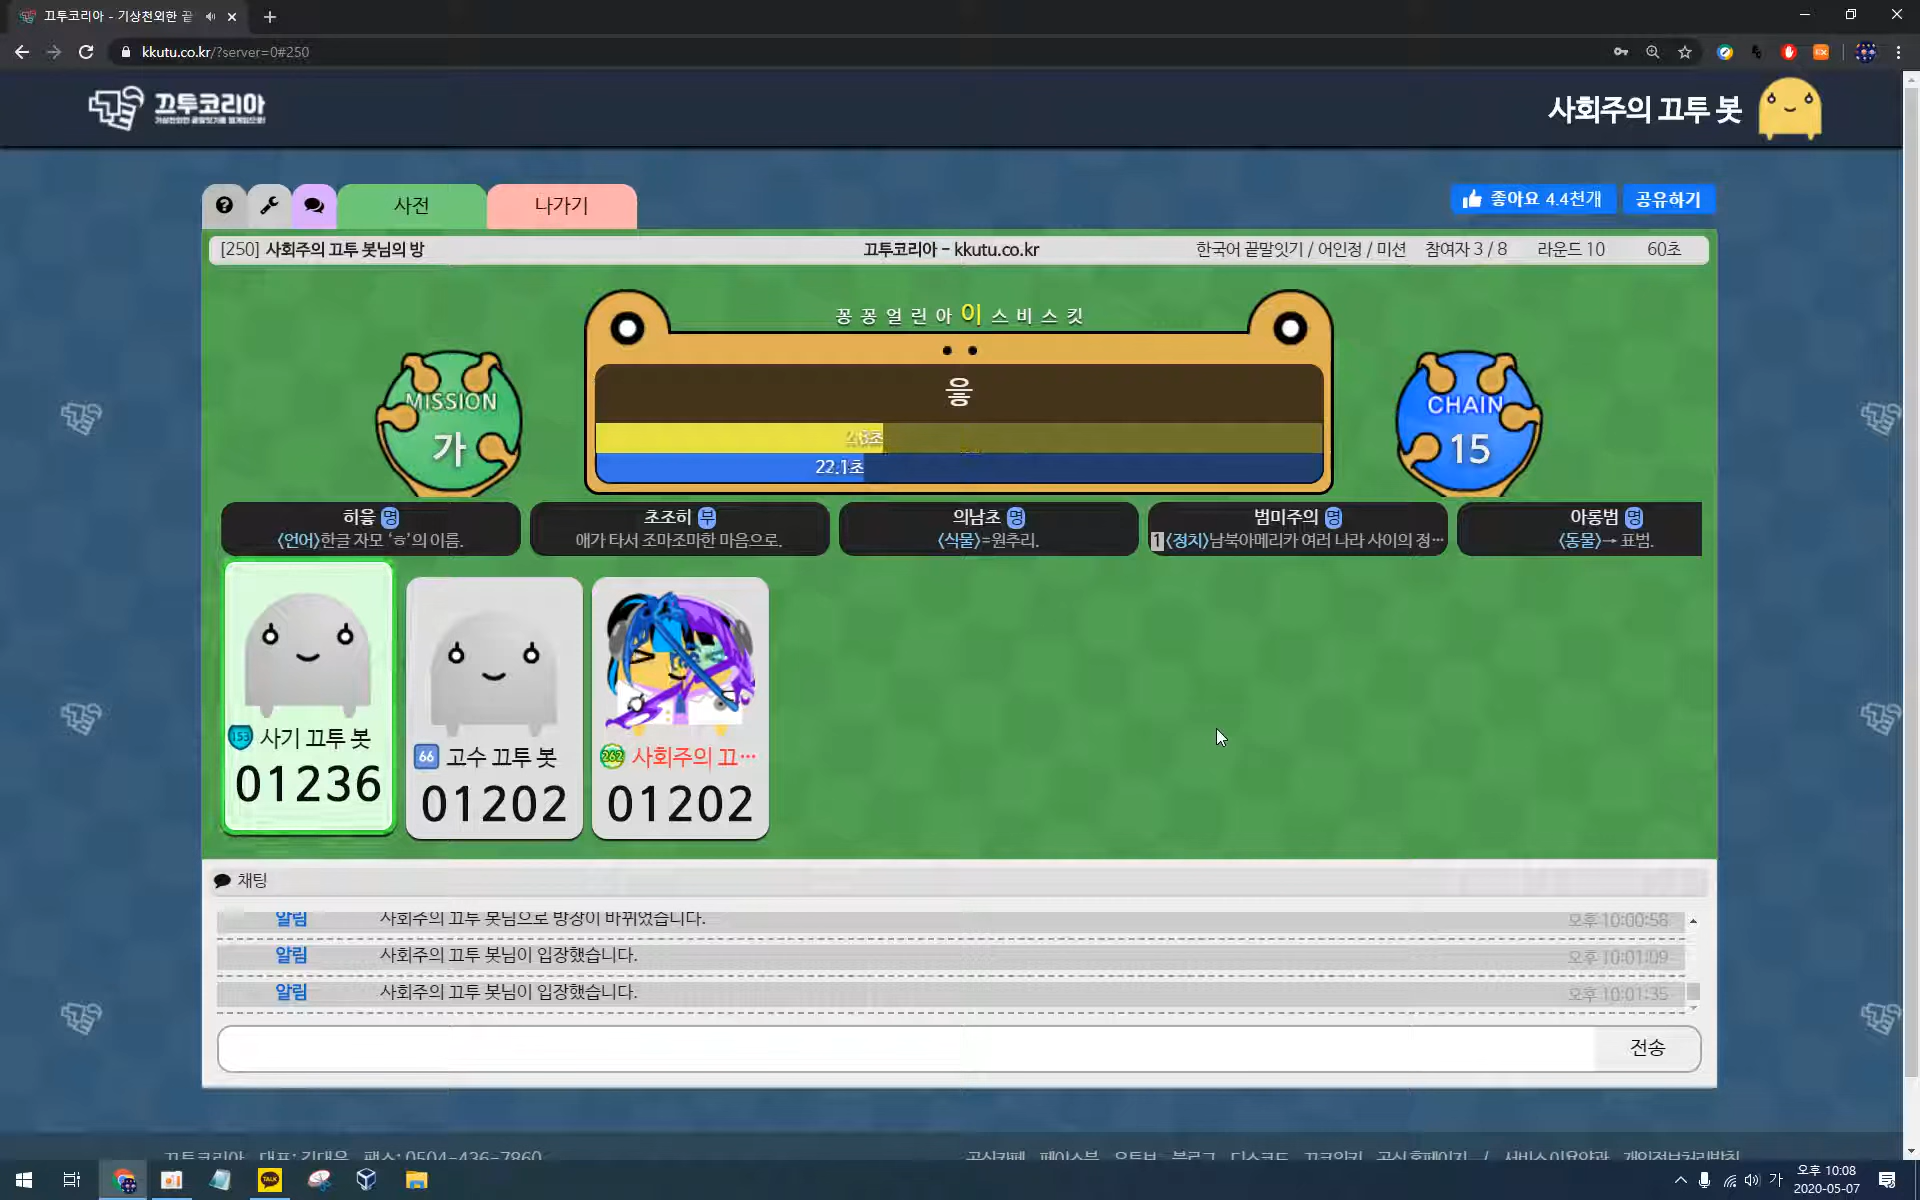 끄투코리아 - 기상천외한 끝
kkutu.co.kr/?server=0#250
끄투코리아
사회주의 끄투 봇
사전
나가기
좋아요 4.4천개
공유하기
[250] 사회주의 끄투 봇님의 방
끄투코리아 - kkutu.co.kr
한국어 끝말잇기 / 어인정 / 미션 참여자 3 / 8 라운드 10 60초
꽁꽁얼린아이스비스킷
MISSION
가
읗
22.1초
CHAIN
15
히읗 명
〈언어〉한글 자모 ‘ㅎ’의 이름.
초조히 부
애가 타서 조마조마한 마음으로.
의남초 명
〈식물〉=원추리.
범미주의 명
1〈정치〉남북아메리카 여러 나라 사이의 정…
아롱범 명
〈동물〉→ 표범.
153 사기 끄투 봇
01236
66 고수 끄투 봇
01202
262 사회주의 끄…
01202
채팅
알림 사회주의 끄투 봇님으로 방장이 바뀌었습니다. 오후 10:00:58
알림 사회주의 끄투 봇님이 입장했습니다. 오후 10:01:09
알림 사회주의 끄투 봇님이 입장했습니다. 오후 10:01:35
전송
TALK
가
오후 10:08
2020-05-07